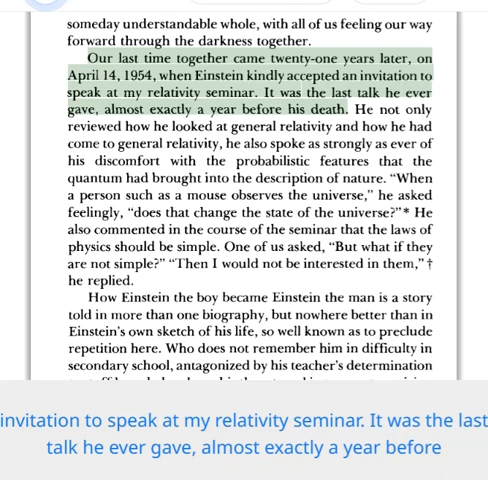 someday understandable whole, with all of us feeling our way
forward through the darkness together.
Our last time together came twenty-one years later, on
April 14, 1954, when Einstein kindly accepted an invitation to
speak at my relativity seminar. It was the last talk he ever
gave, almost exactly a year before his death. He not only
reviewed how he looked at general relativity and how he had
come to general relativity, he also spoke as strongly as ever of
his discomfort with the probabilistic features that the
quantum had brought into the description of nature. “When
a person such as a mouse observes the universe,” he asked
feelingly, “does that change the state of the universe?”* He
also commented in the course of the seminar that the laws of
physics should be simple. One of us asked, “But what if they
are not simple?” “Then I would not be interested in them,” †
he replied.
How Einstein the boy became Einstein the man is a story
told in more than one biography, but nowhere better than in
Einstein’s own sketch of his life, so well known as to preclude
repetition here. Who does not remember him in difficulty in
secondary school, antagonized by his teacher’s determination
invitation to speak at my relativity seminar. It was the last
talk he ever gave, almost exactly a year before